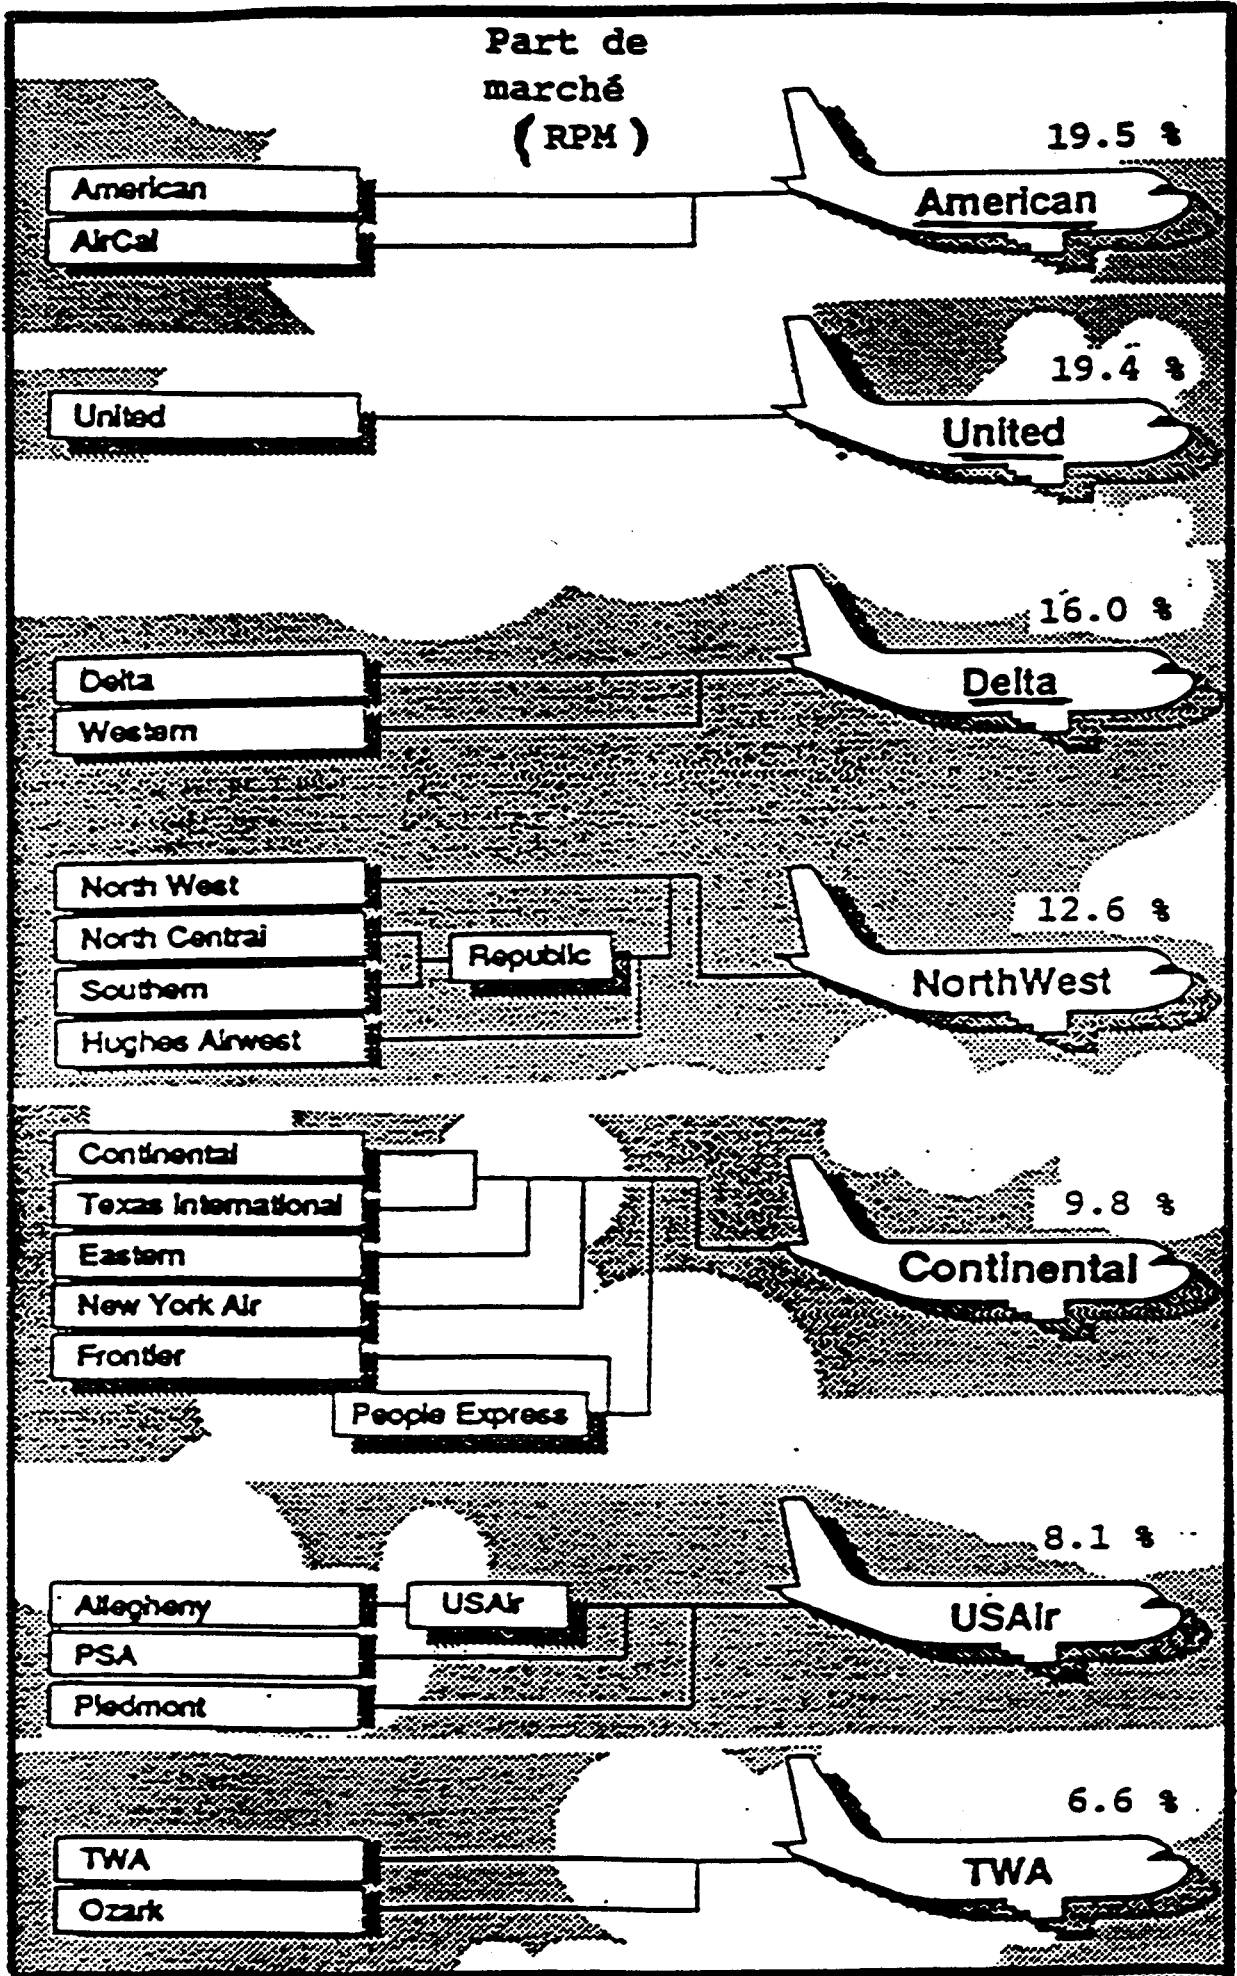 Part de
marché
(RPM)
19.5 %
American
AirCal
American
19.4 %
United
United
16.0 %
Delta
Western
Delta
12.6 %
North West
North Central
Southern
Hughes Airwest
Republic
NorthWest
9.8 %
Continental
Texas International
Eastern
New York Air
Frontier
People Express
Continental
8.1 %
Allegheny
PSA
Piedmont
USAir
USAir
6.6 %
TWA
Ozark
TWA